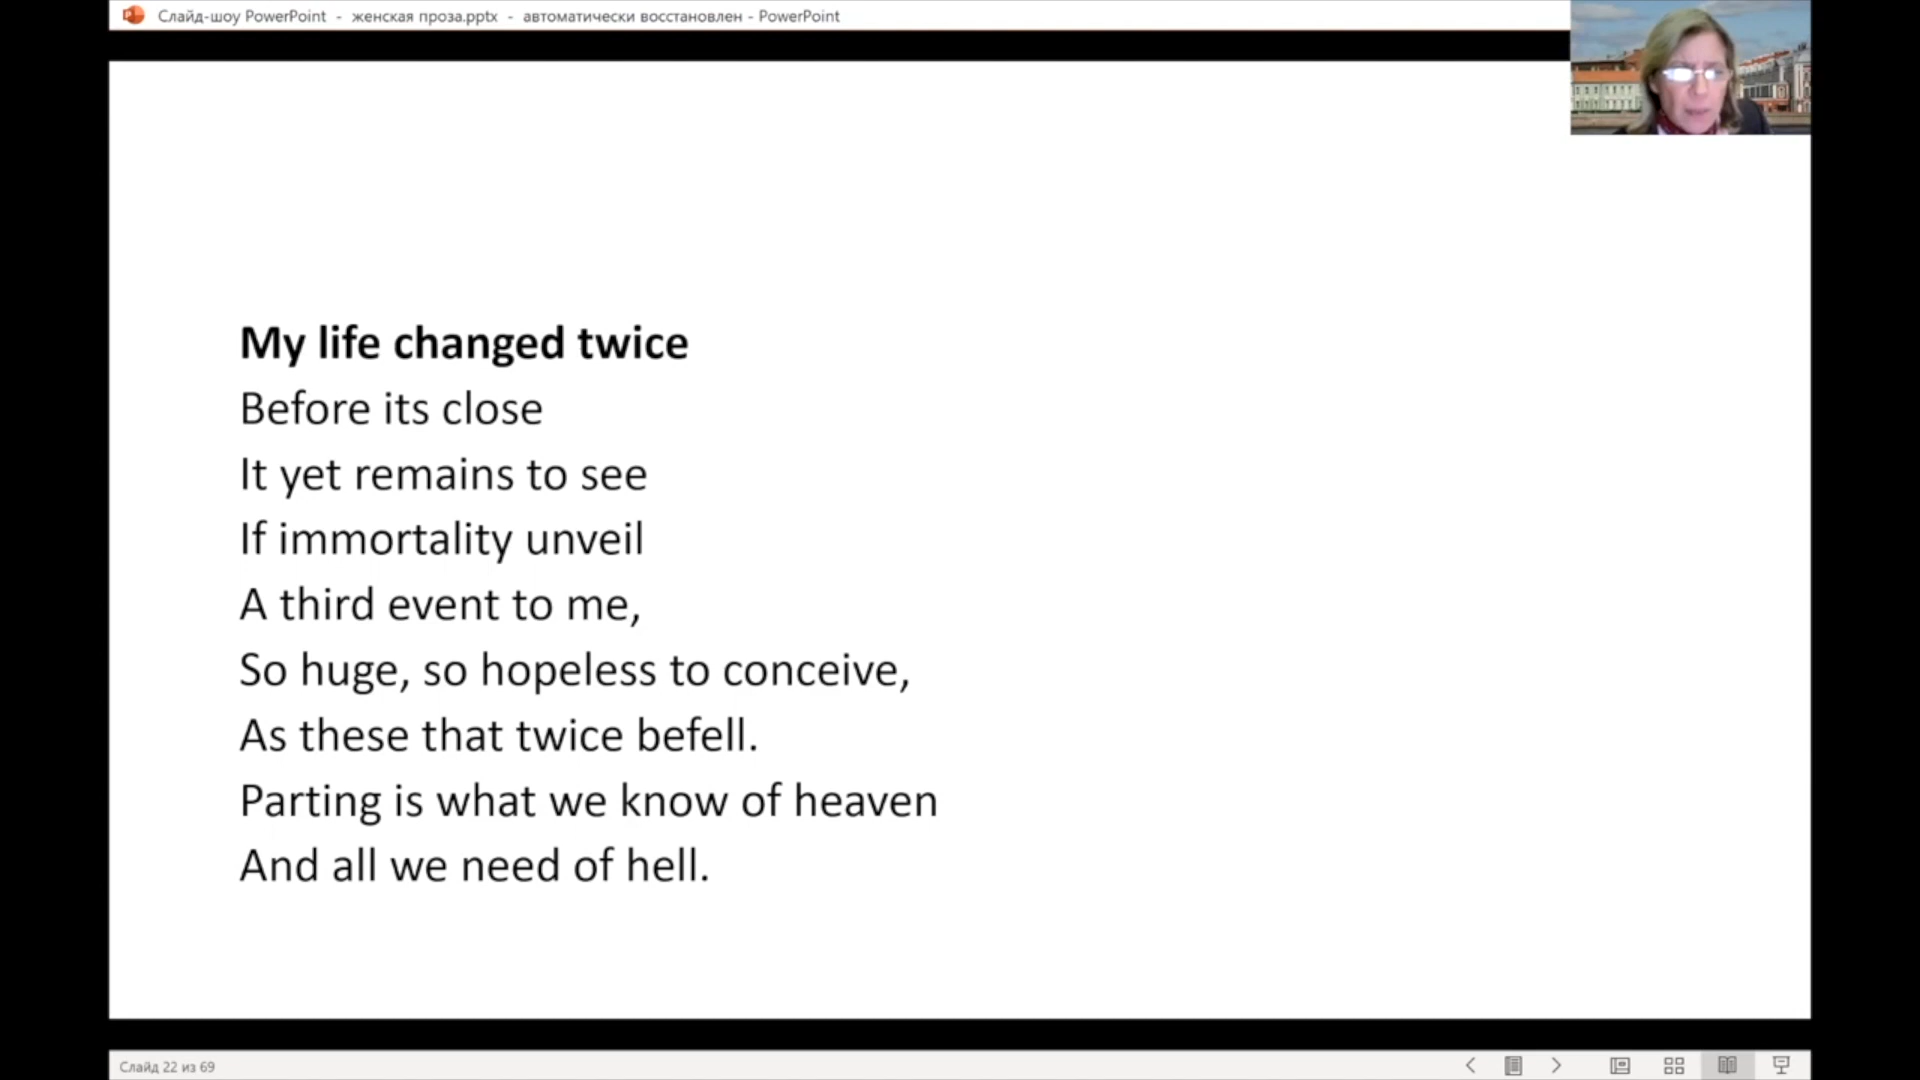 Слайд-шоу PowerPoint - женская проза.pptx - автоматически восстановлен - PowerPoint
My life changed twice
Before its close
It yet remains to see
If immortality unveil
A third event to me,
So huge, so hopeless to conceive,
As these that twice befell.
Parting is what we know of heaven
And all we need of hell.
Слайд 22 из 69